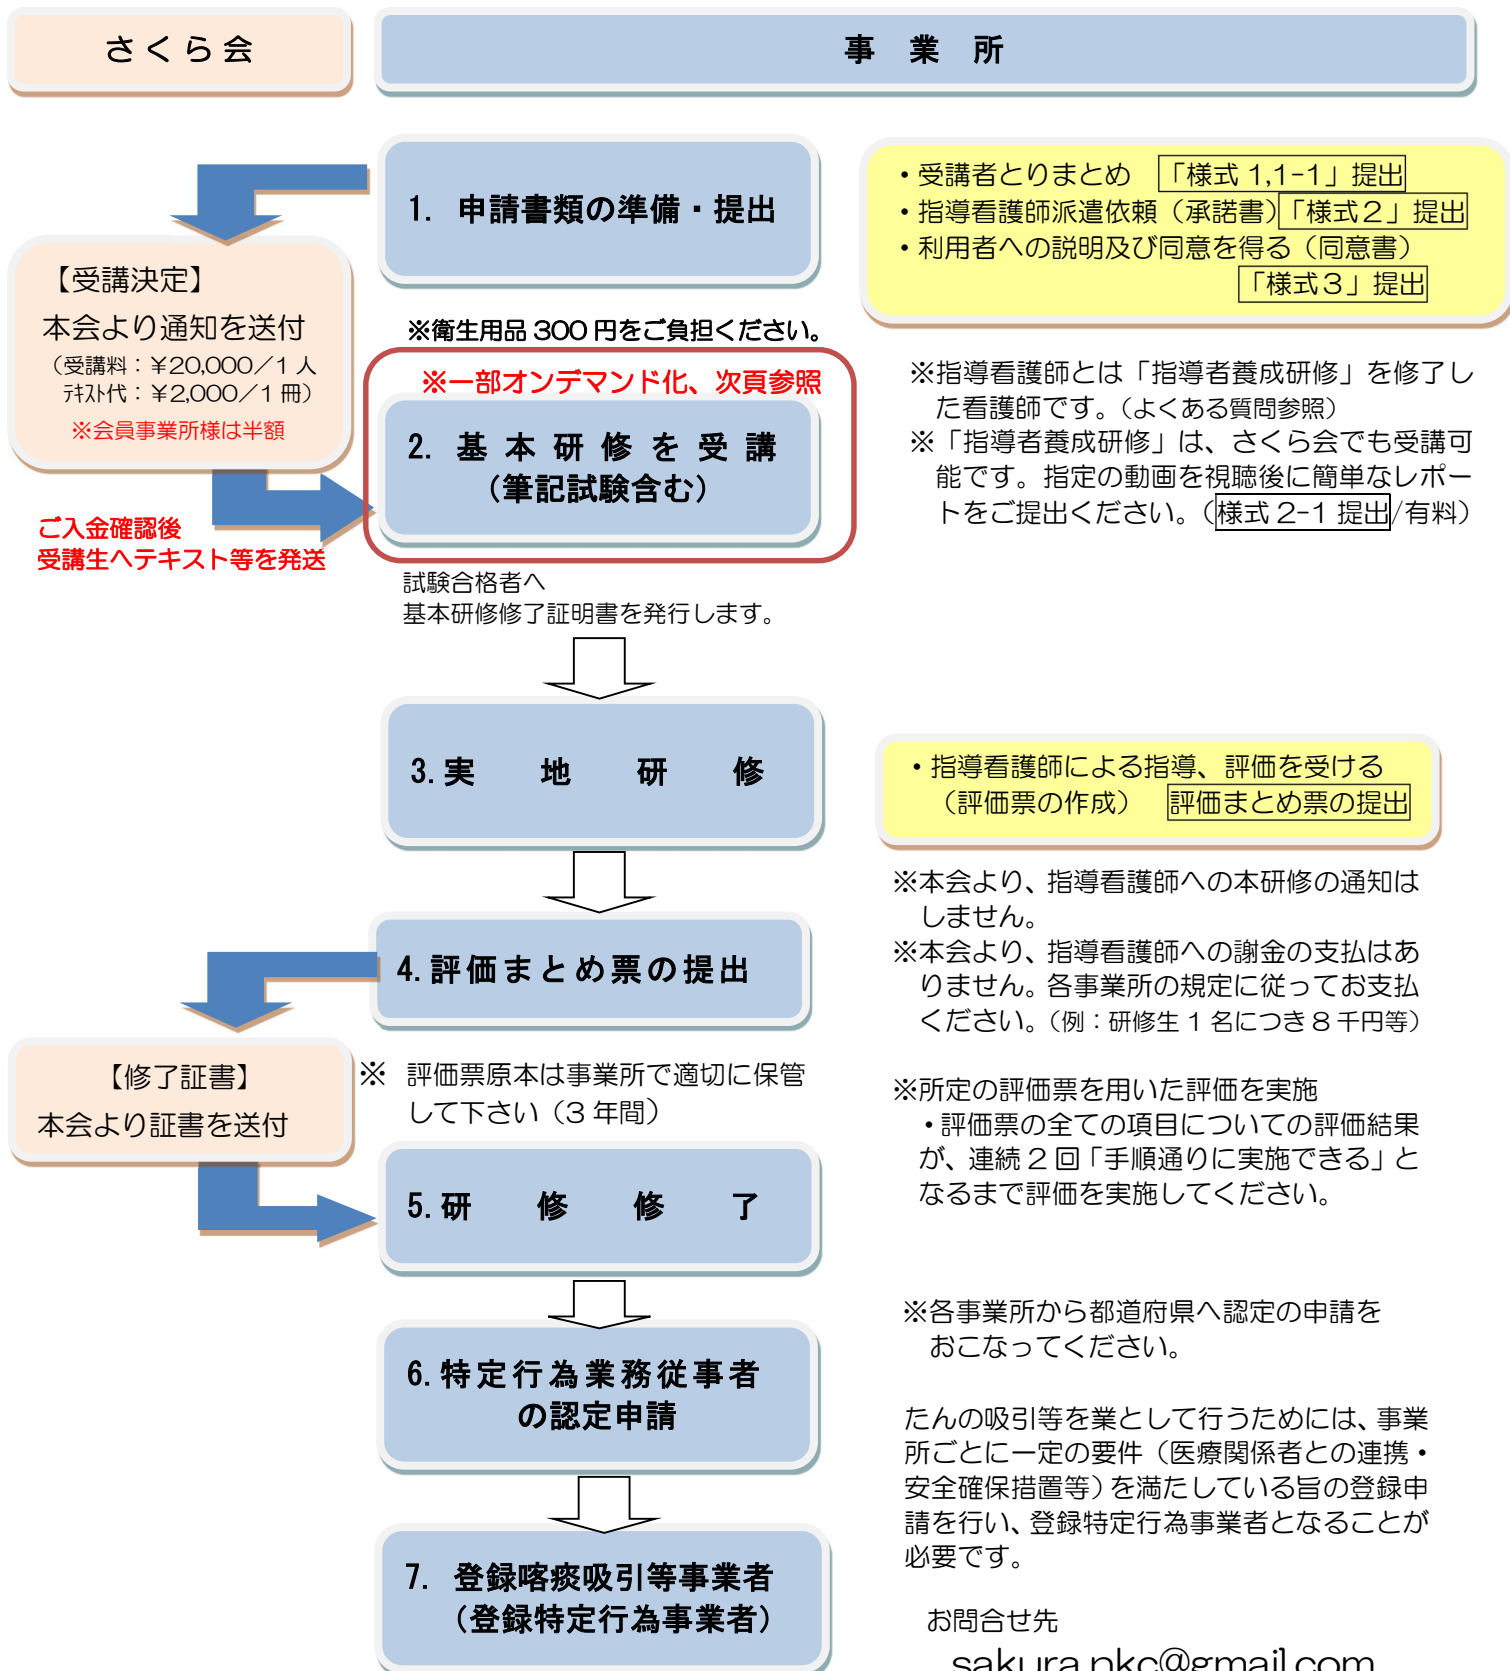 さくら会
事業所
1. 申請書類の準備・提出
・受講者とりまとめ 「様式1,1-1」提出
・指導看護師派遣依頼（承諾書）「様式2」提出
・利用者への説明及び同意を得る（同意書）
「様式3」提出
【受講決定】
本会より通知を送付
（受講料：¥20,000／1人
ﾃｷｽﾄ代：¥2,000／1冊）
※会員事業所様は半額
※衛生用品300円をご負担ください。
※一部オンデマンド化、次頁参照
2. 基本研修を受講
（筆記試験含む）
ご入金確認後
受講生へテキスト等を発送
試験合格者へ
基本研修修了証明書を発行します。
※指導看護師とは「指導者養成研修」を修了し
た看護師です。（よくある質問参照）
※「指導者養成研修」は、さくら会でも受講可
能です。指定の動画を視聴後に簡単なレポー
トをご提出ください。（様式2-1提出/有料）
3.実地研修
・指導看護師による指導、評価を受ける
（評価票の作成） 評価まとめ票の提出
※本会より、指導看護師への本研修の通知は
しません。
※本会より、指導看護師への謝金の支払はあ
りません。各事業所の規定に従ってお支払
ください。（例：研修生1名につき8千円等）
4.評価まとめ票の提出
【修了証書】
本会より証書を送付
※ 評価票原本は事業所で適切に保管
して下さい（3年間）
※所定の評価票を用いた評価を実施
・評価票の全ての項目についての評価結果
が、連続2回「手順通りに実施できる」と
なるまで評価を実施してください。
5.研修修了
6.特定行為業務従事者
の認定申請
※各事業所から都道府県へ認定の申請を
おこなってください。
たんの吸引等を業として行うためには、事業
所ごとに一定の要件（医療関係者との連携・
安全確保措置等）を満たしている旨の登録申
請を行い、登録特定行為事業者となることが
必要です。
7. 登録喀痰吸引等事業者
（登録特定行為事業者）
お問合せ先
sakura.pkc@gmail.com